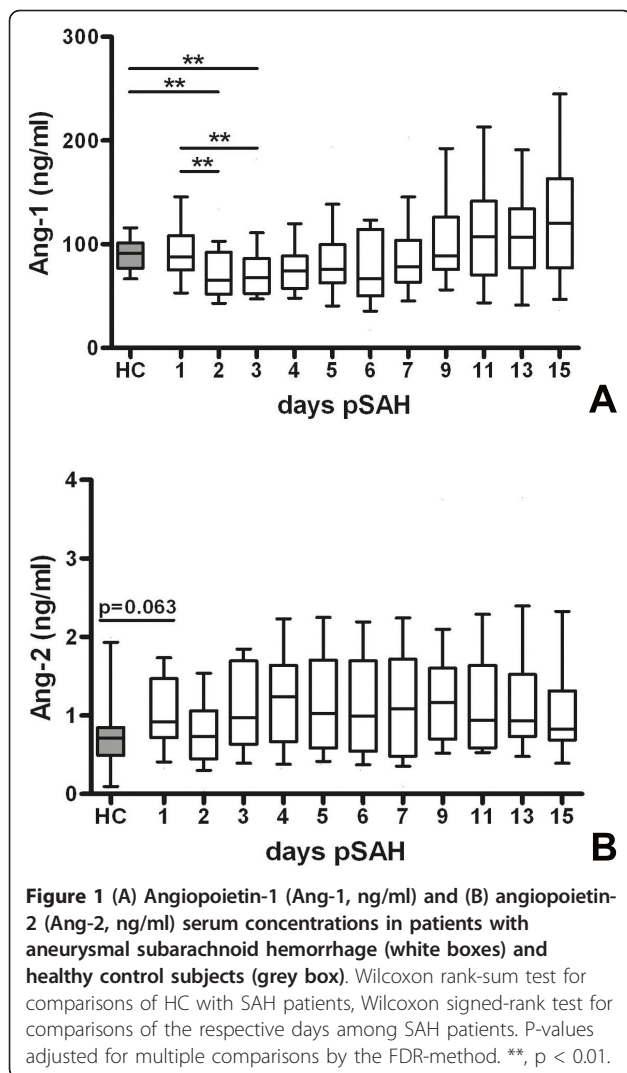 300
200
100
0
Ang-1 (ng/ml)
**
**
**
**
HC 1 2 3 4 5 6 7 9 11 13 15
days pSAH
A
4
3
2
1
0
Ang-2 (ng/ml)
p=0.063
HC 1 2 3 4 5 6 7 9 11 13 15
days pSAH
B
Figure 1 (A) Angiopoietin-1 (Ang-1, ng/ml) and (B) angiopoietin-
2 (Ang-2, ng/ml) serum concentrations in patients with
aneurysmal subarachnoid hemorrhage (white boxes) and
healthy control subjects (grey box). Wilcoxon rank-sum test for
comparisons of HC with SAH patients, Wilcoxon signed-rank test for
comparisons of the respective days among SAH patients. P-values
adjusted for multiple comparisons by the FDR-method. **, p < 0.01.